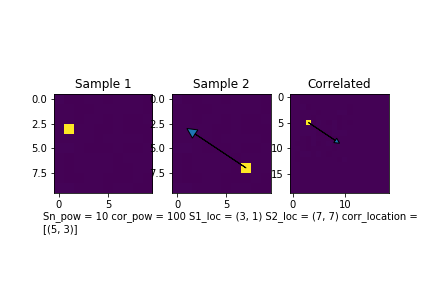 Sample 1 Sample 2 Correlated
0.0 0.0 0
2.5 2.5 5
5.0 5.0 10
7.5 7.5 15
0 5 0 5 0 10
Sn_pow = 10 cor_pow = 100 S1_loc = (3, 1) S2_loc = (7, 7) corr_location =
[(5, 3)]